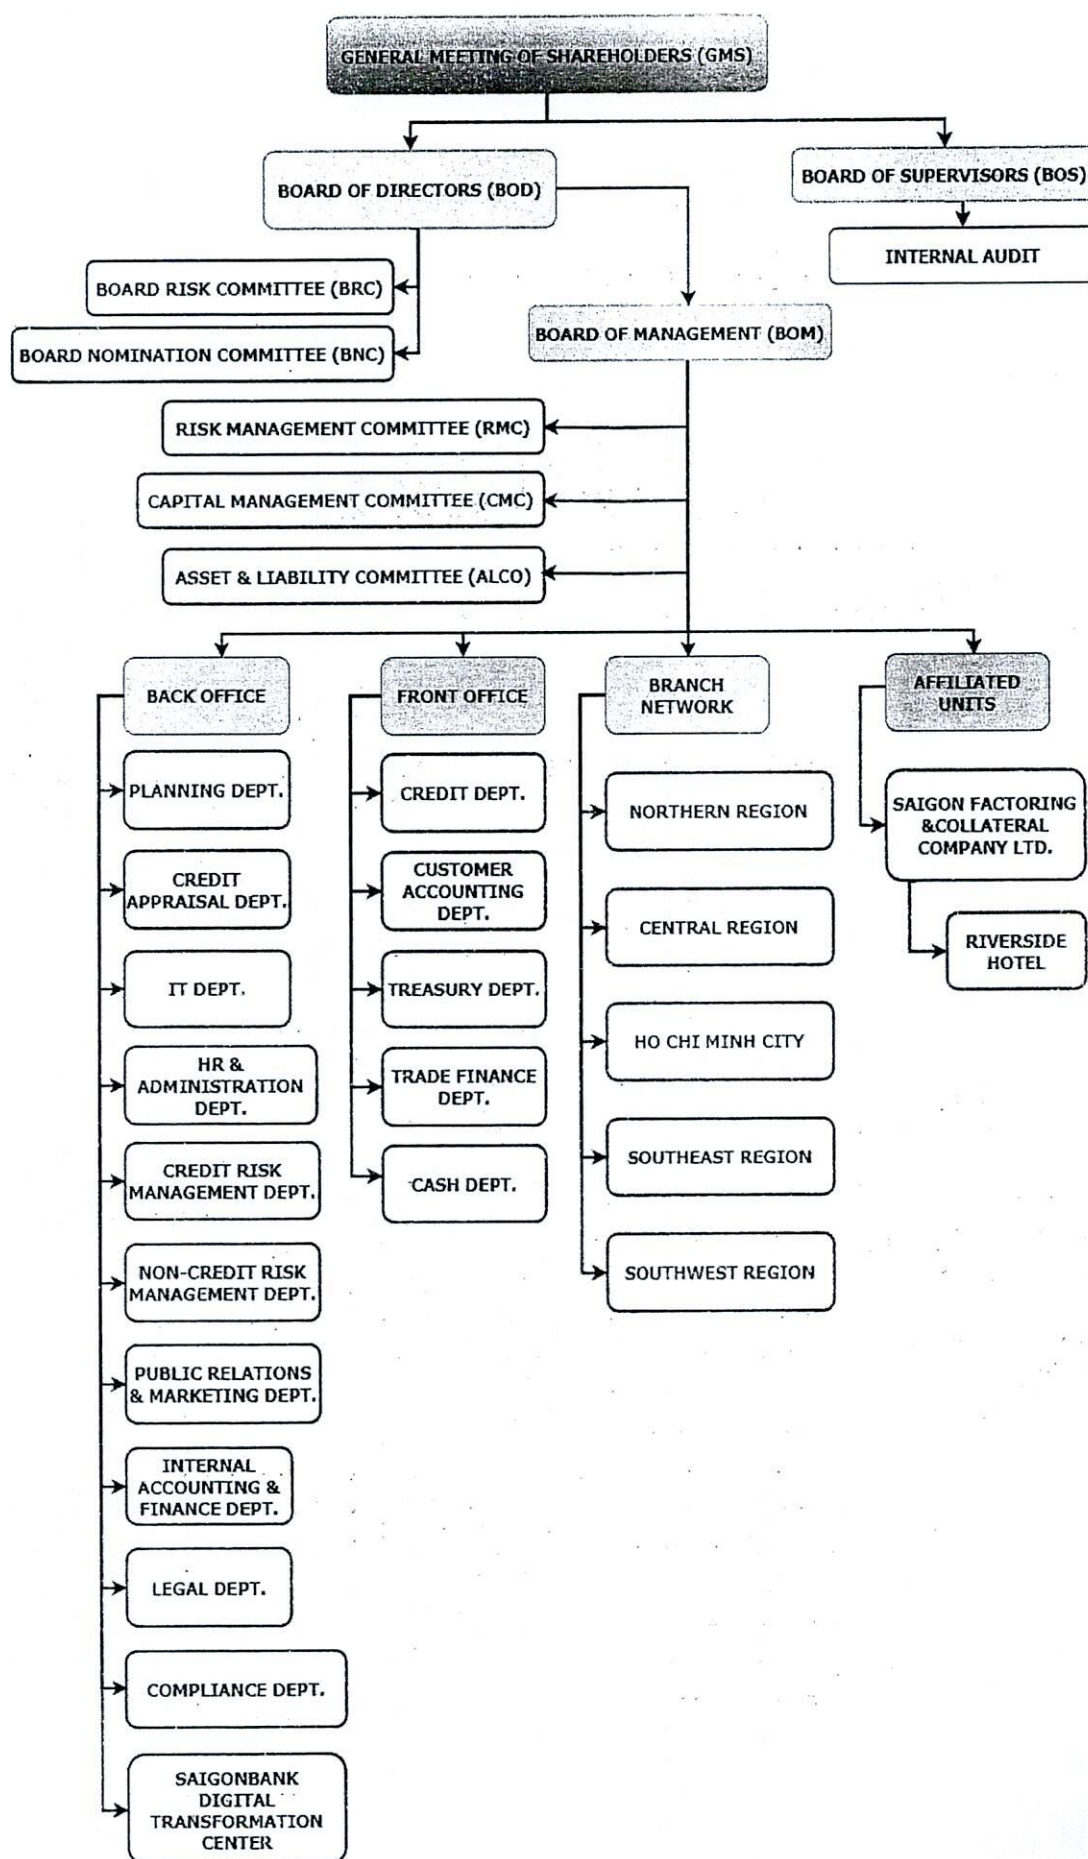 GENERAL MEETING OF SHAREHOLDERS (GMS)
BOARD OF DIRECTORS (BOD)
BOARD OF SUPERVISORS (BOS)
INTERNAL AUDIT
BOARD RISK COMMITTEE (BRC)
BOARD NOMINATION COMMITTEE (BNC)
BOARD OF MANAGEMENT (BOM)
RISK MANAGEMENT COMMITTEE (RMC)
CAPITAL MANAGEMENT COMMITTEE (CMC)
ASSET & LIABILITY COMMITTEE (ALCO)
BACK OFFICE
PLANNING DEPT.
CREDIT
APPRAISAL DEPT.
IT DEPT.
HR &
ADMINISTRATION
DEPT.
CREDIT RISK
MANAGEMENT DEPT.
NON-CREDIT RISK
MANAGEMENT DEPT.
PUBLIC RELATIONS
& MARKETING DEPT.
INTERNAL
ACCOUNTING &
FINANCE DEPT.
LEGAL DEPT.
COMPLIANCE DEPT.
SAIGONBANK
DIGITAL
TRANSFORMATION
CENTER
FRONT OFFICE
CREDIT DEPT.
CUSTOMER
ACCOUNTING
DEPT.
TREASURY DEPT.
TRADE FINANCE
DEPT.
CASH DEPT.
BRANCH
NETWORK
NORTHERN REGION
CENTRAL REGION
HO CHI MINH CITY
SOUTHEAST REGION
SOUTHWEST REGION
AFFILIATED
UNITS
SAIGON FACTORING
&COLLATERAL
COMPANY LTD.
RIVERSIDE
HOTEL